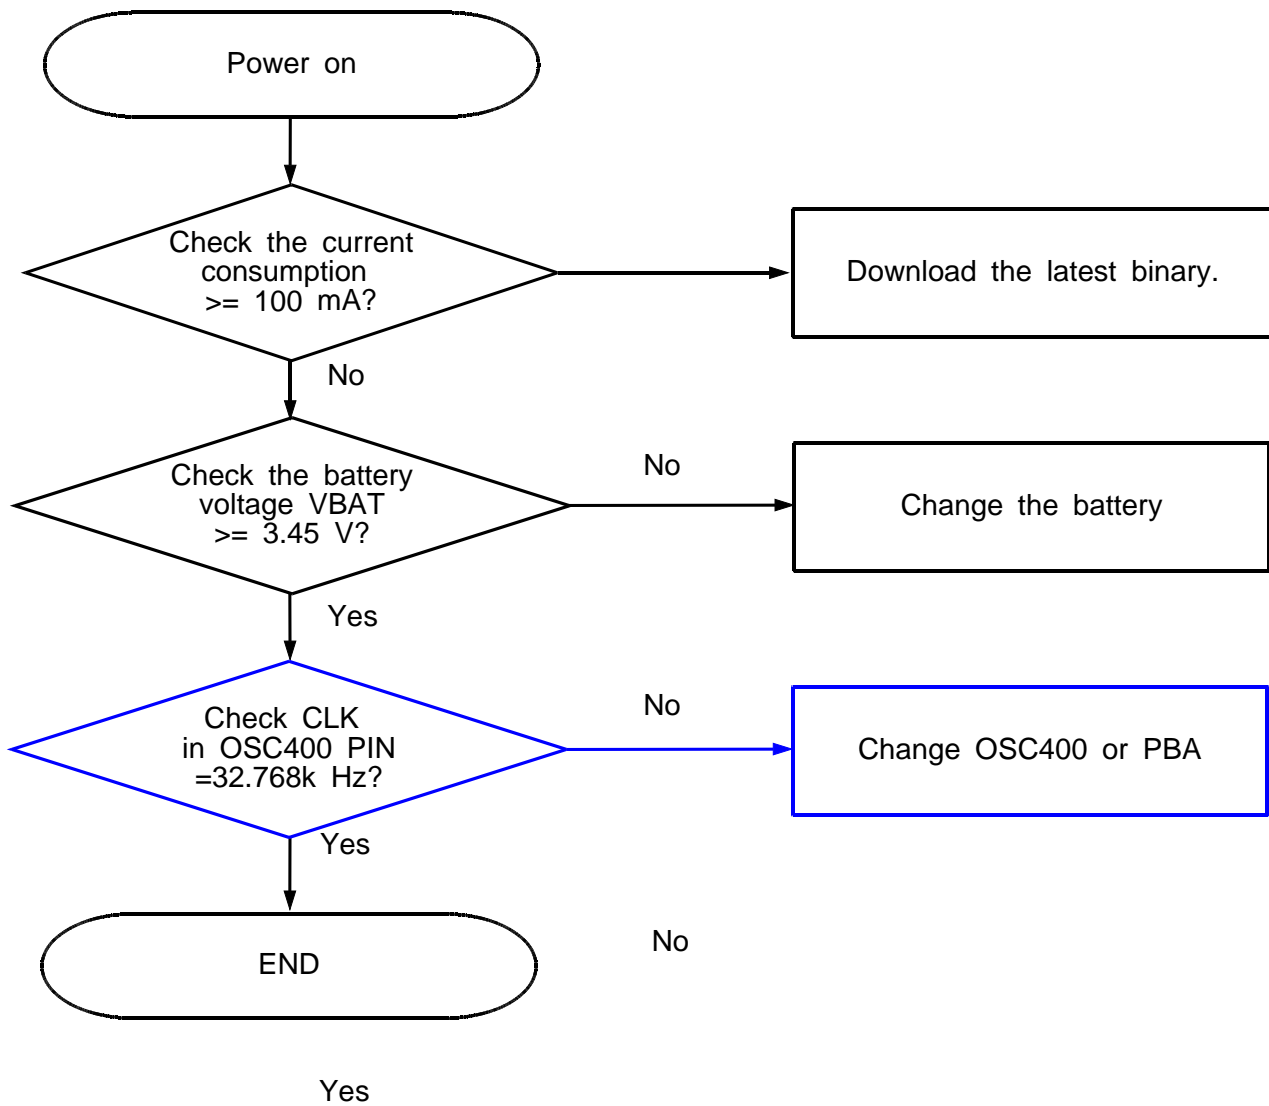 Power on
Check the current
consumption
>= 100 mA?
Download the latest binary.
No
Check the battery
voltage VBAT
>= 3.45 V?
No
Change the battery
Yes
Check CLK
in OSC400 PIN
=32.768k Hz?
No
Change OSC400 or PBA
Yes
END
No
Yes